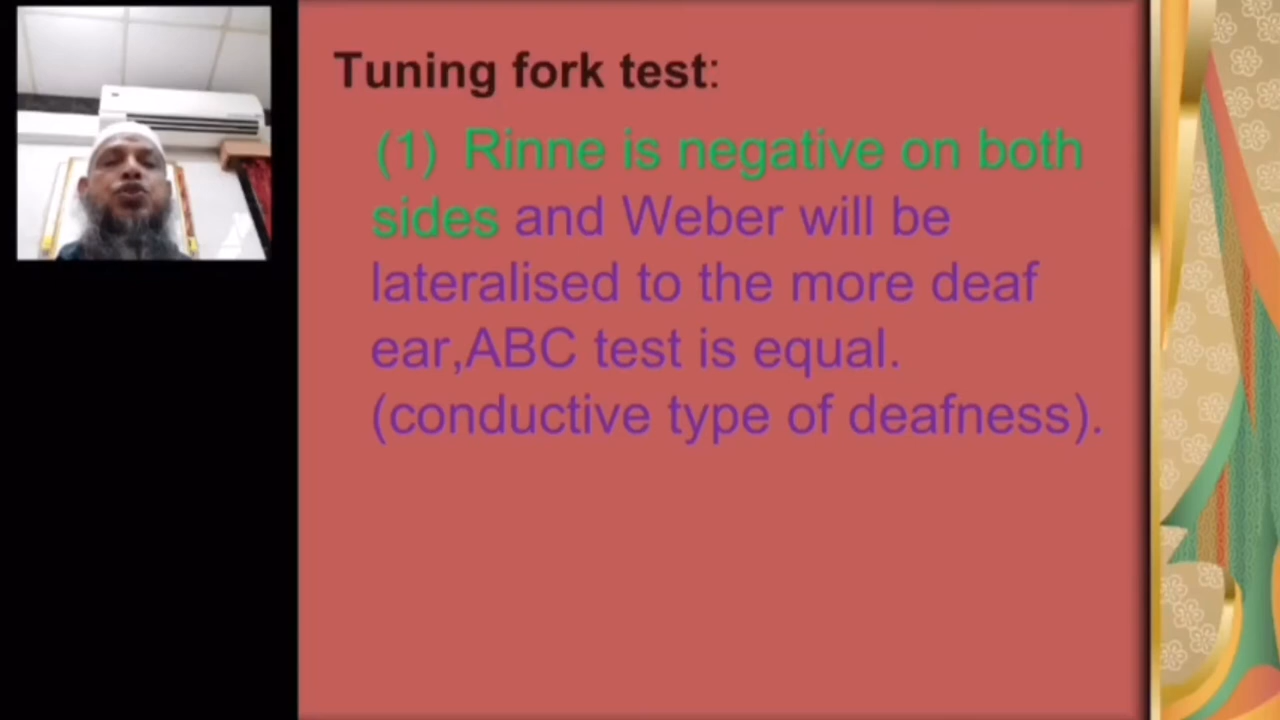 Tuning fork test:
(1) Rinne is negative on both
sides and Weber will be
lateralised to the more deaf
ear,ABC test is equal.
(conductive type of deafness).